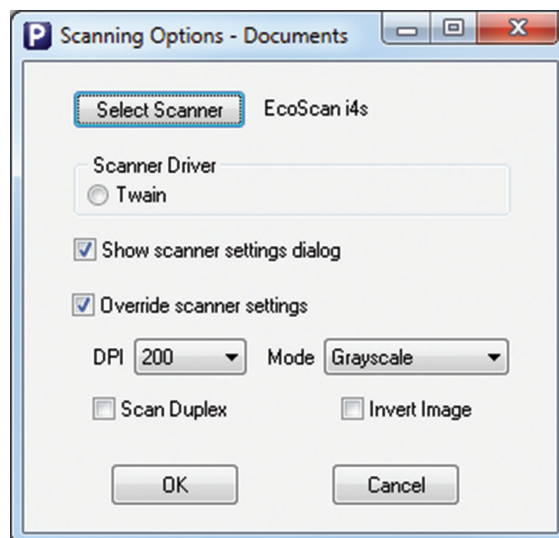 P Scanning Options - Documents
Select Scanner EcoScan i4s
Scanner Driver
Twain
Show scanner settings dialog
Override scanner settings
DPI 200 Mode Grayscale
Scan Duplex Invert Image
OK Cancel